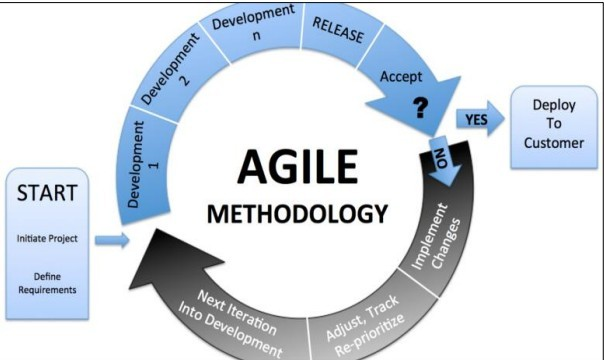 START
Initiate Project
Define
Requirements
Development
1
Development
2
Development
n
RELEASE
Accept
?
YES
Deploy
To
Customer
NO
Implement
Changes
Adjust, Track
Re-prioritize
Next Iteration
Into Development
AGILE
METHODOLOGY